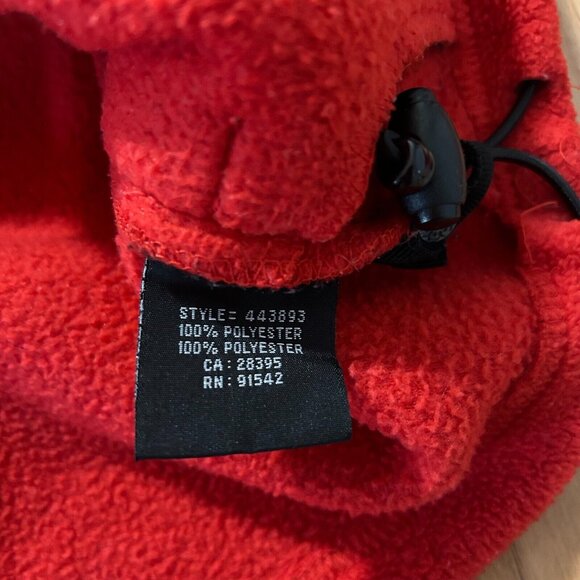 STYLE= 443893
100% POLYESTER
100% POLYESTER
CA: 28395
RN: 91542